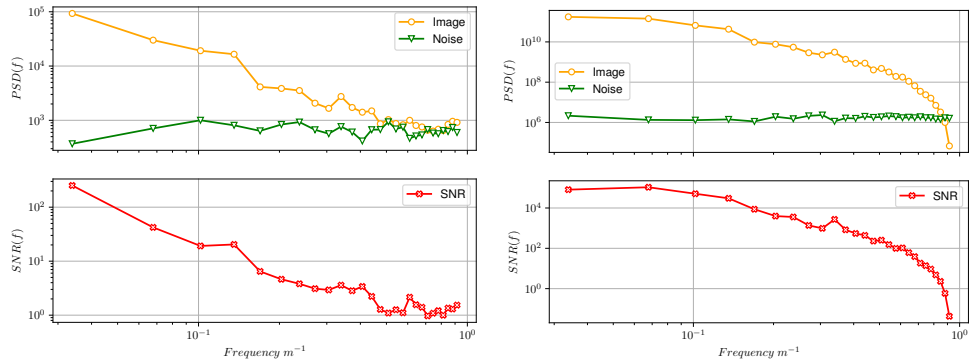 10^5
10^4
10^3
PSD(f)
Image
Noise
10^2
10^1
10^0
SNR(f)
SNR
10^-1
10^0
Frequency m^-1
10^10
10^8
10^6
PSD(f)
Image
Noise
10^4
10^2
10^0
SNR(f)
SNR
10^-1
10^0
Frequency m^-1